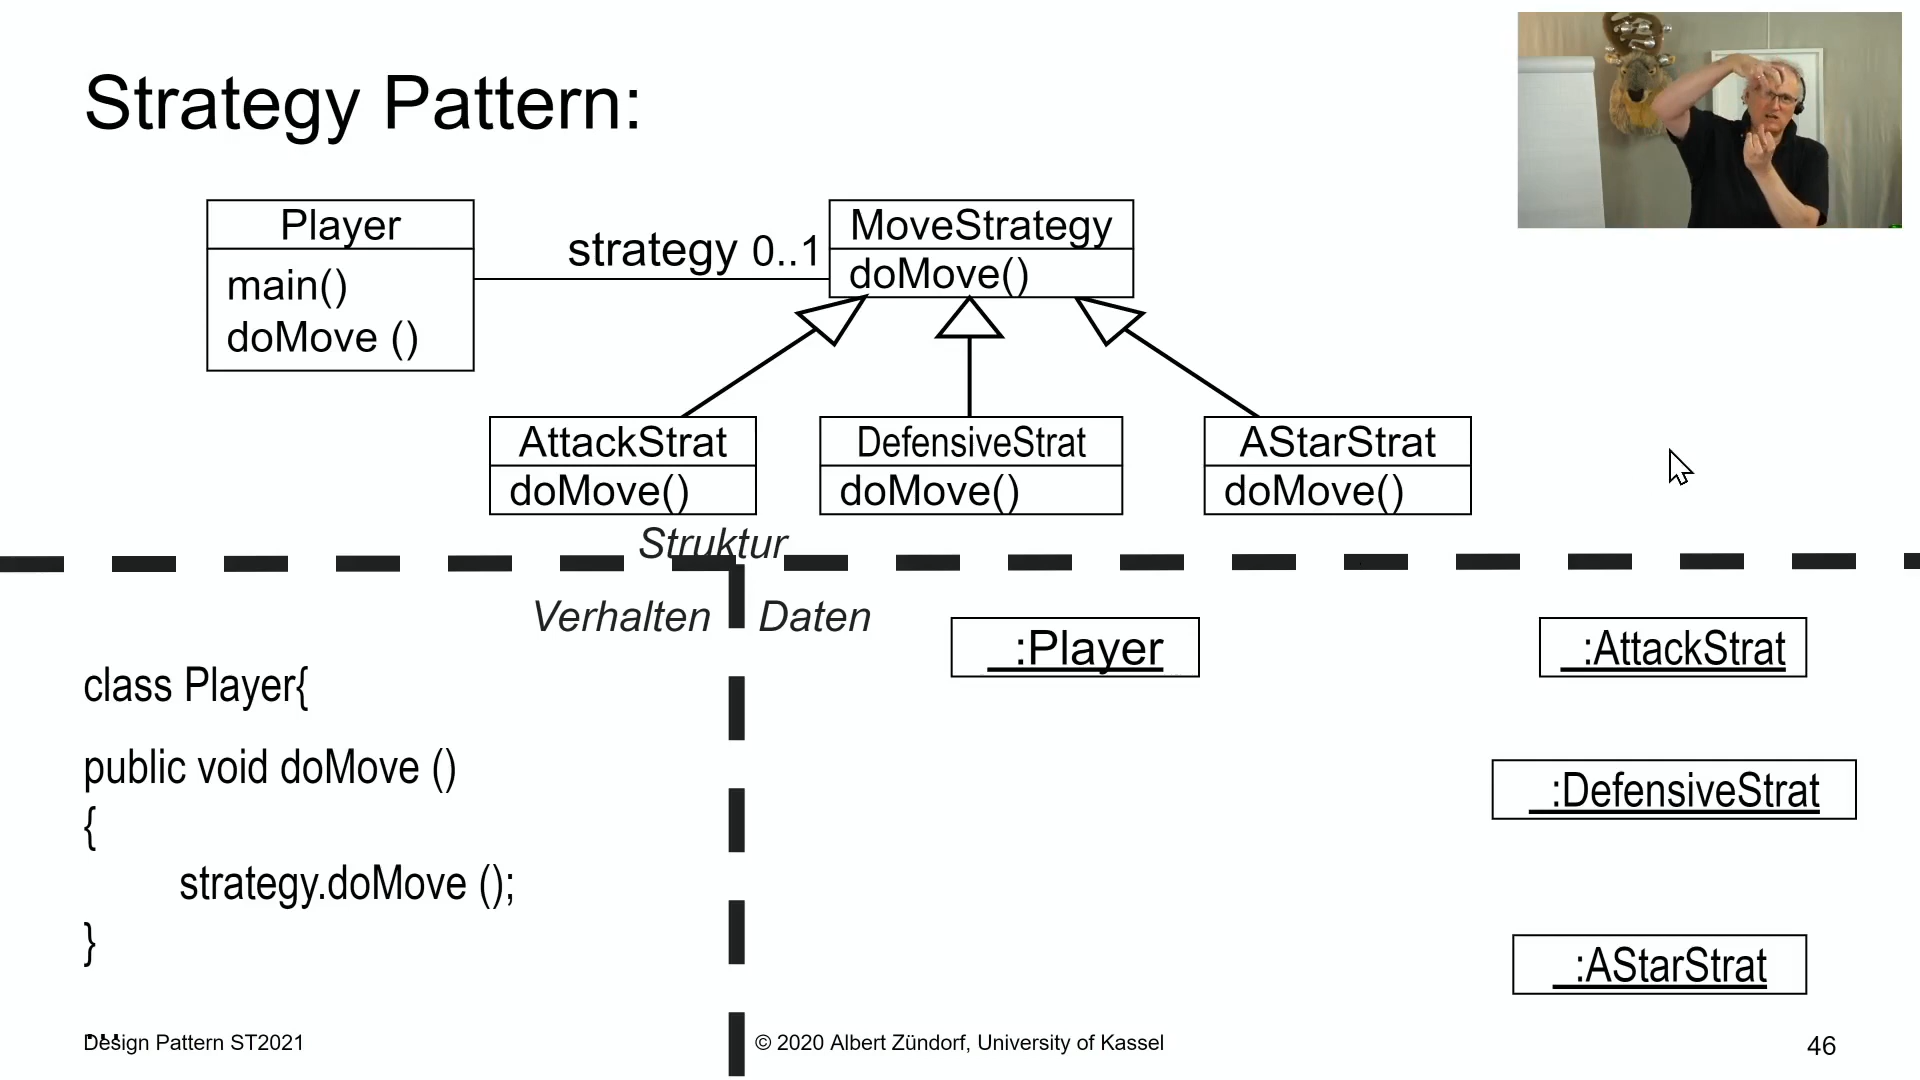 Strategy Pattern:
Player
main()
doMove ()
strategy 0..1
MoveStrategy
doMove()
AttackStrat
doMove()
DefensiveStrat
doMove()
AStarStrat
doMove()
Struktur
Verhalten
Daten
class Player{
public void doMove ()
{
strategy.doMove ();
}
...
:Player
:AttackStrat
:DefensiveStrat
:AStarStrat
Design Pattern ST2021
© 2020 Albert Zündorf, University of Kassel
46